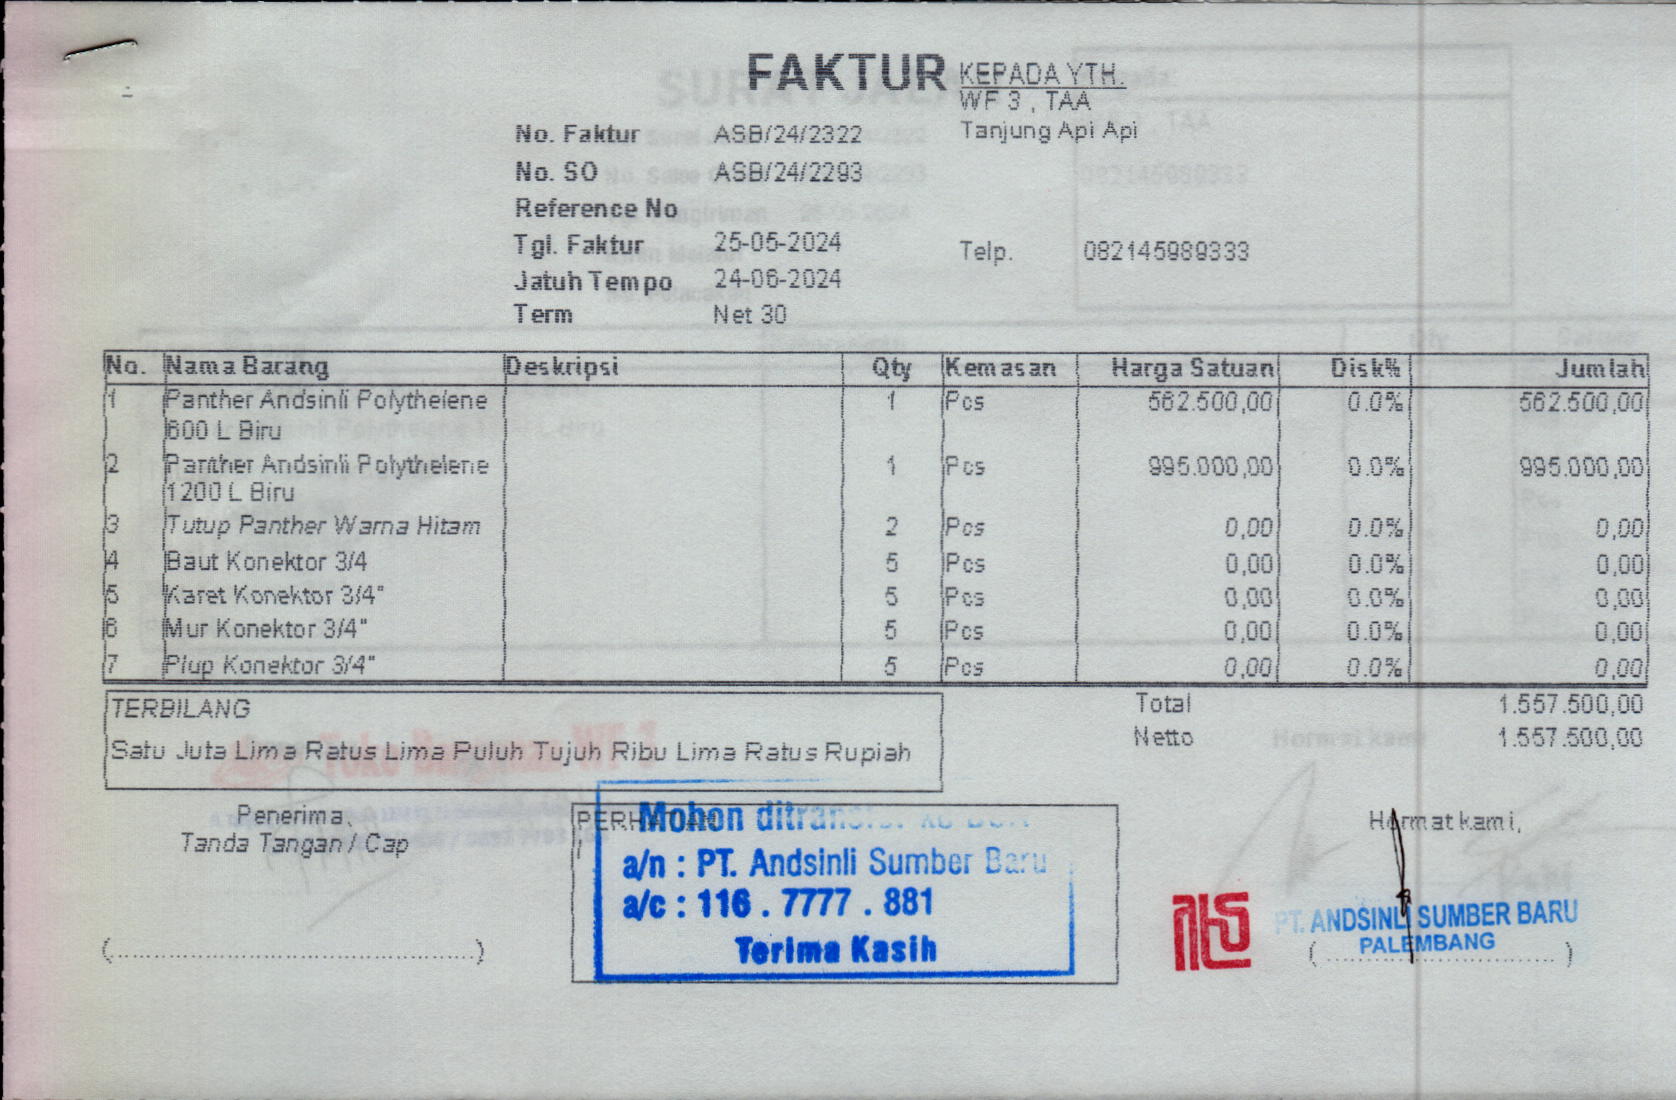 FAKTUR
KEPADA YTH.
WF 3 , TAA
Tanjung Api Api
No. Faktur ASB/24/2322
No. SO ASB/24/2293
Reference No
Tgl. Faktur 25-05-2024
Telp. 082145989333
Jatuh Tempo 24-06-2024
Term Net 30
No. Nama Barang Deskripsi Qty Kemasan Harga Satuan Disk% Jumlah
1 Panther Andsinli Polythelene 1 Pcs 562.500,00 0.0% 562.500,00
600 L Biru
2 Panther Andsinli Polythelene 1 Pcs 995.000,00 0.0% 995.000,00
1200 L Biru
3 Tutup Panther Warna Hitam 2 Pcs 0,00 0.0% 0,00
4 Baut Konektor 3/4 5 Pcs 0,00 0.0% 0,00
5 Karet Konektor 3/4" 5 Pcs 0,00 0.0% 0,00
6 Mur Konektor 3/4" 5 Pcs 0,00 0.0% 0,00
7 Plup Konektor 3/4" 5 Pcs 0,00 0.0% 0,00
TERBILANG
Satu Juta Lima Ratus Lima Puluh Tujuh Ribu Lima Ratus Rupiah
Total 1.557.500,00
Netto 1.557.500,00
Penerima,
Tanda Tangan / Cap
PERHATIAN
Mohon ditransfer ke BCA
a/n : PT. Andsinli Sumber Baru
a/c : 116 . 7777 . 881
Terima Kasih
Hormat kami,
PT. ANDSINLI SUMBER BARU
PALEMBANG